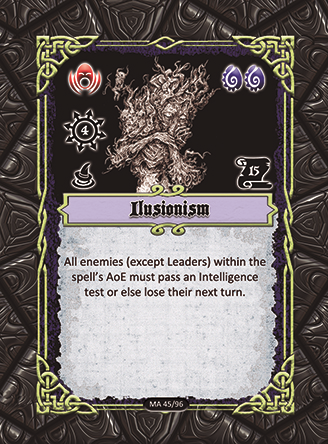 4
15
Ilusionism
All enemies (except Leaders) within the
spell's AoE must pass an Intelligence
test or else lose their next turn.
MA 45/96